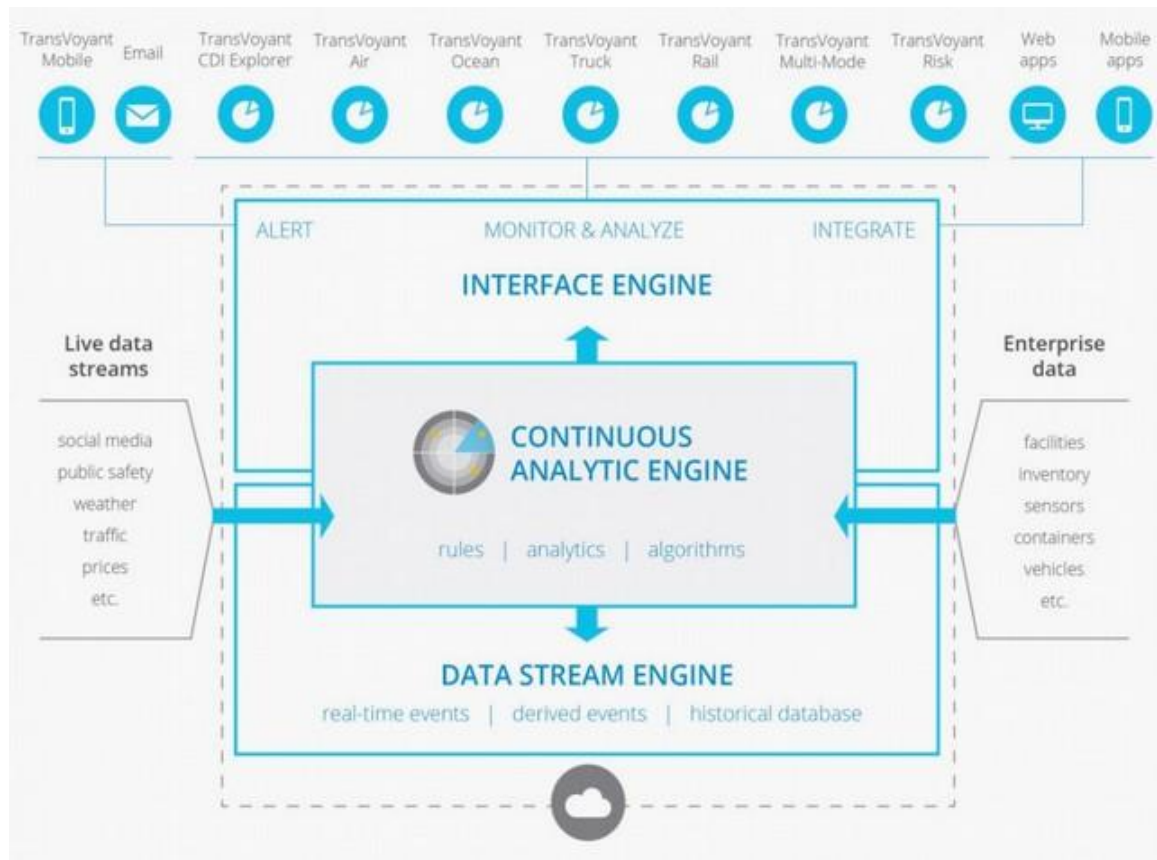 TransVoyant
Mobile
Email
TransVoyant
CDI Explorer
TransVoyant
Air
TransVoyant
Ocean
TransVoyant
Truck
TransVoyant
Rail
TransVoyant
Multi-Mode
TransVoyant
Risk
Web
apps
Mobile
apps
ALERT
MONITOR & ANALYZE
INTEGRATE
INTERFACE ENGINE
Live data
streams
social media
public safety
weather
traffic
prices
etc.
CONTINUOUS
ANALYTIC ENGINE
rules | analytics | algorithms
Enterprise
data
facilities
inventory
sensors
containers
vehicles
etc.
DATA STREAM ENGINE
real-time events | derived events | historical database